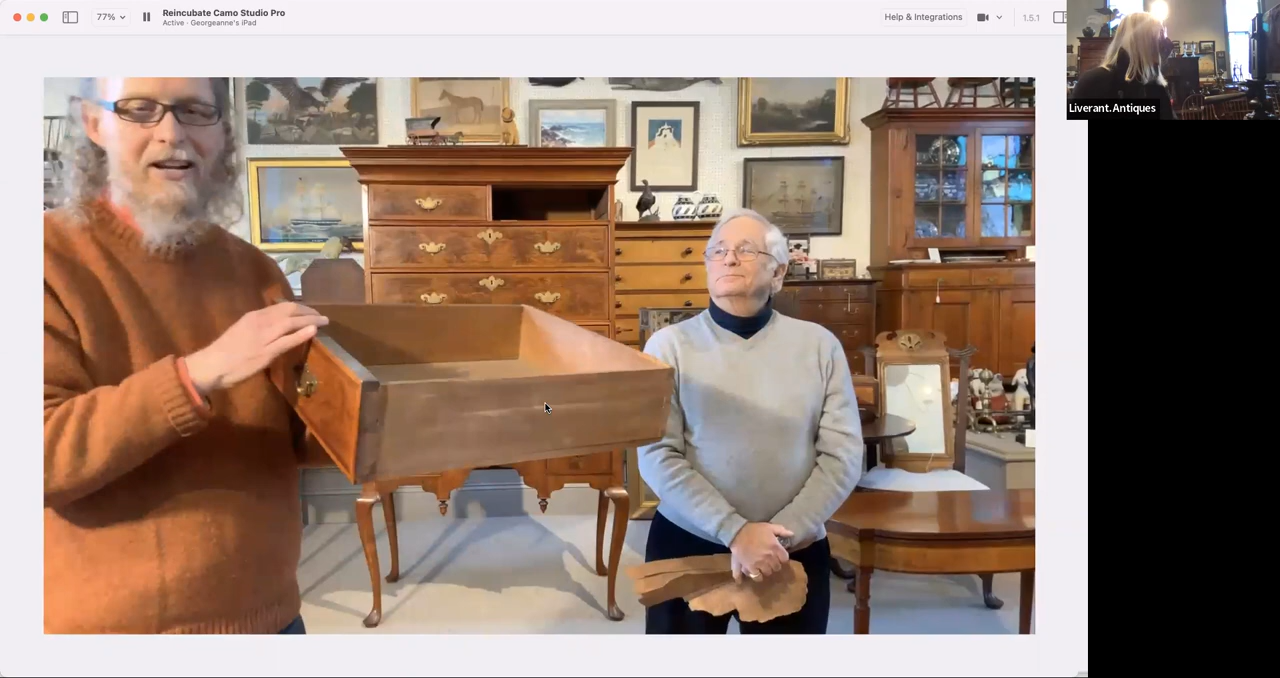 77%
Reincubate Camo Studio Pro
Active · Georgeanne's iPad
Help & Integrations
1.5.1
Liverant.Antiques